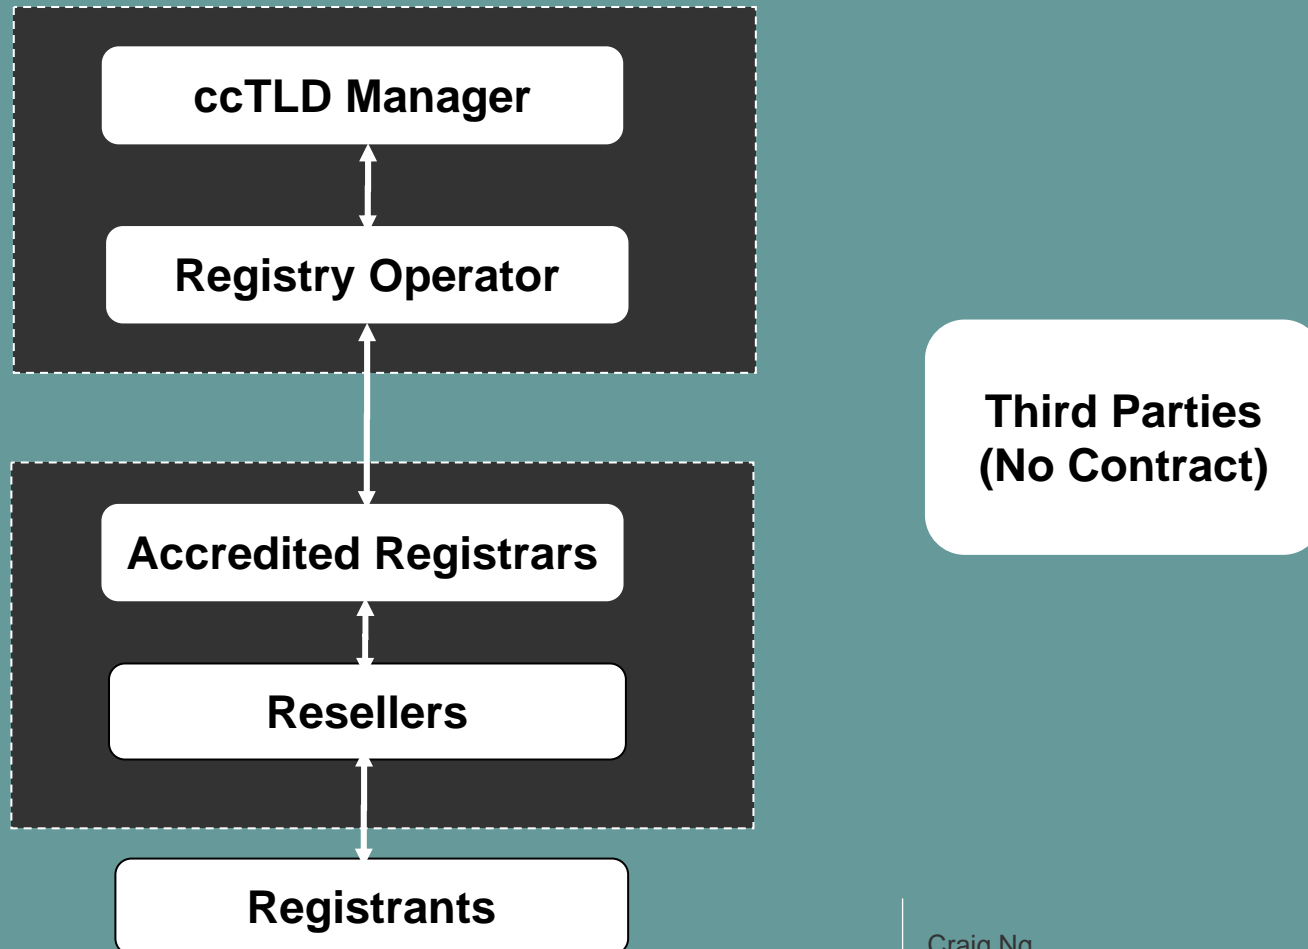 ccTLD Manager
Registry Operator
Third Parties
(No Contract)
Accredited Registrars
Resellers
Registrants
Craig Ng